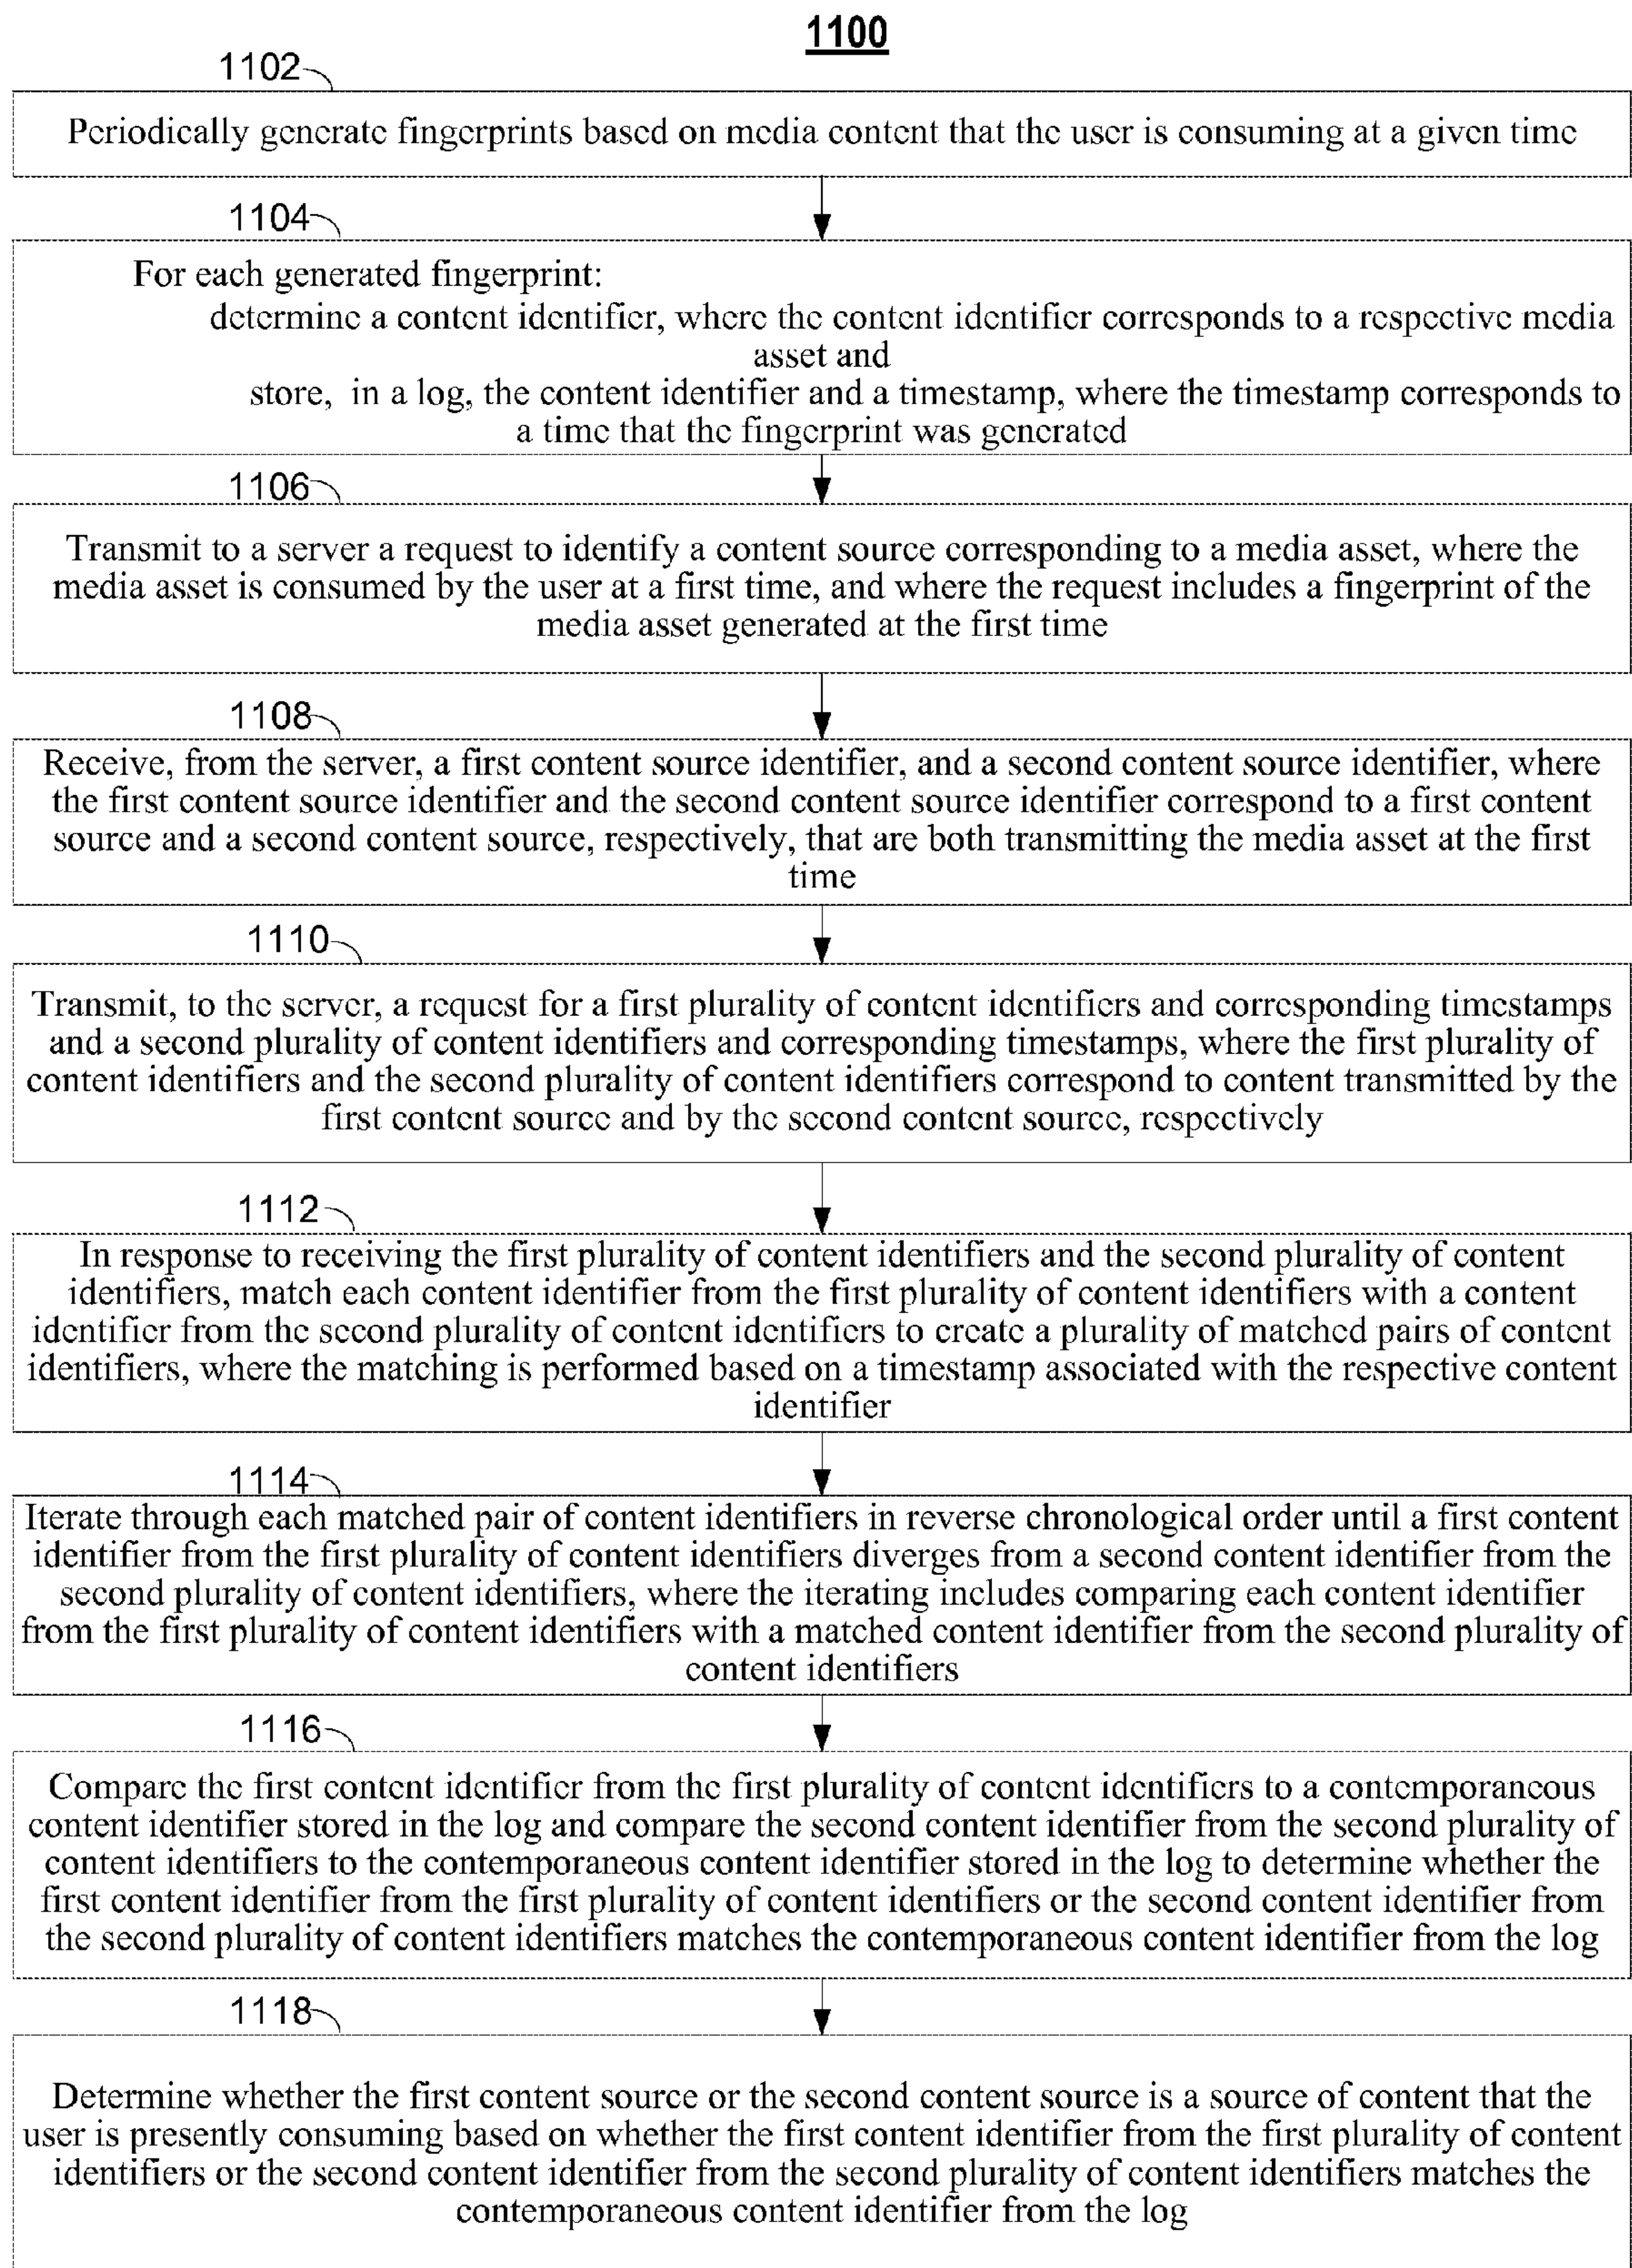 1100
1102
Periodically generate fingerprints based on media content that the user is consuming at a given time
1104
For each generated fingerprint:
determine a content identifier, where the content identifier corresponds to a respective media
asset and
store, in a log, the content identifier and a timestamp, where the timestamp corresponds to
a time that the fingerprint was generated
1106
Transmit to a server a request to identify a content source corresponding to a media asset, where the
media asset is consumed by the user at a first time, and where the request includes a fingerprint of the
media asset generated at the first time
1108
Receive, from the server, a first content source identifier, and a second content source identifier, where
the first content source identifier and the second content source identifier correspond to a first content
source and a second content source, respectively, that are both transmitting the media asset at the first
time
1110
Transmit, to the server, a request for a first plurality of content identifiers and corresponding timestamps
and a second plurality of content identifiers and corresponding timestamps, where the first plurality of
content identifiers and the second plurality of content identifiers correspond to content transmitted by the
first content source and by the second content source, respectively
1112
In response to receiving the first plurality of content identifiers and the second plurality of content
identifiers, match each content identifier from the first plurality of content identifiers with a content
identifier from the second plurality of content identifiers to create a plurality of matched pairs of content
identifiers, where the matching is performed based on a timestamp associated with the respective content
identifier
1114
Iterate through each matched pair of content identifiers in reverse chronological order until a first content
identifier from the first plurality of content identifiers diverges from a second content identifier from the
second plurality of content identifiers, where the iterating includes comparing each content identifier
from the first plurality of content identifiers with a matched content identifier from the second plurality of
content identifiers
1116
Compare the first content identifier from the first plurality of content identifiers to a contemporaneous
content identifier stored in the log and compare the second content identifier from the second plurality of
content identifiers to the contemporaneous content identifier stored in the log to determine whether the
first content identifier from the first plurality of content identifiers or the second content identifier from
the second plurality of content identifiers matches the contemporaneous content identifier from the log
1118
Determine whether the first content source or the second content source is a source of content that the
user is presently consuming based on whether the first content identifier from the first plurality of content
identifiers or the second content identifier from the second plurality of content identifiers matches the
contemporaneous content identifier from the log